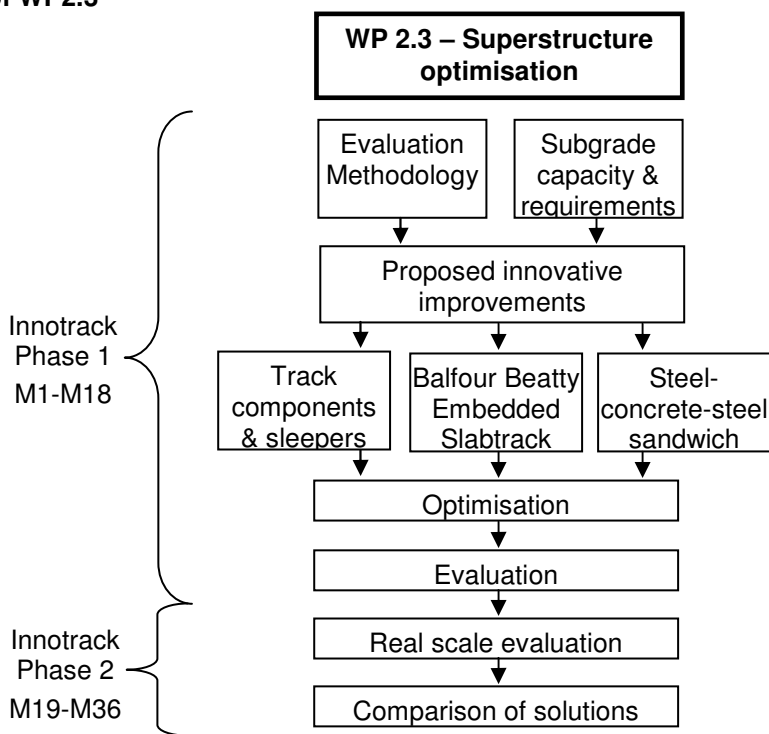 WP 2.3
WP 2.3 – Superstructure
optimisation
Evaluation
Methodology
Subgrade
capacity &
requirements
Proposed innovative
improvements
Innotrack
Phase 1
M1-M18
Track
components
& sleepers
Balfour Beatty
Embedded
Slabtrack
Steel-
concrete-steel
sandwich
Optimisation
Evaluation
Innotrack
Phase 2
M19-M36
Real scale evaluation
Comparison of solutions